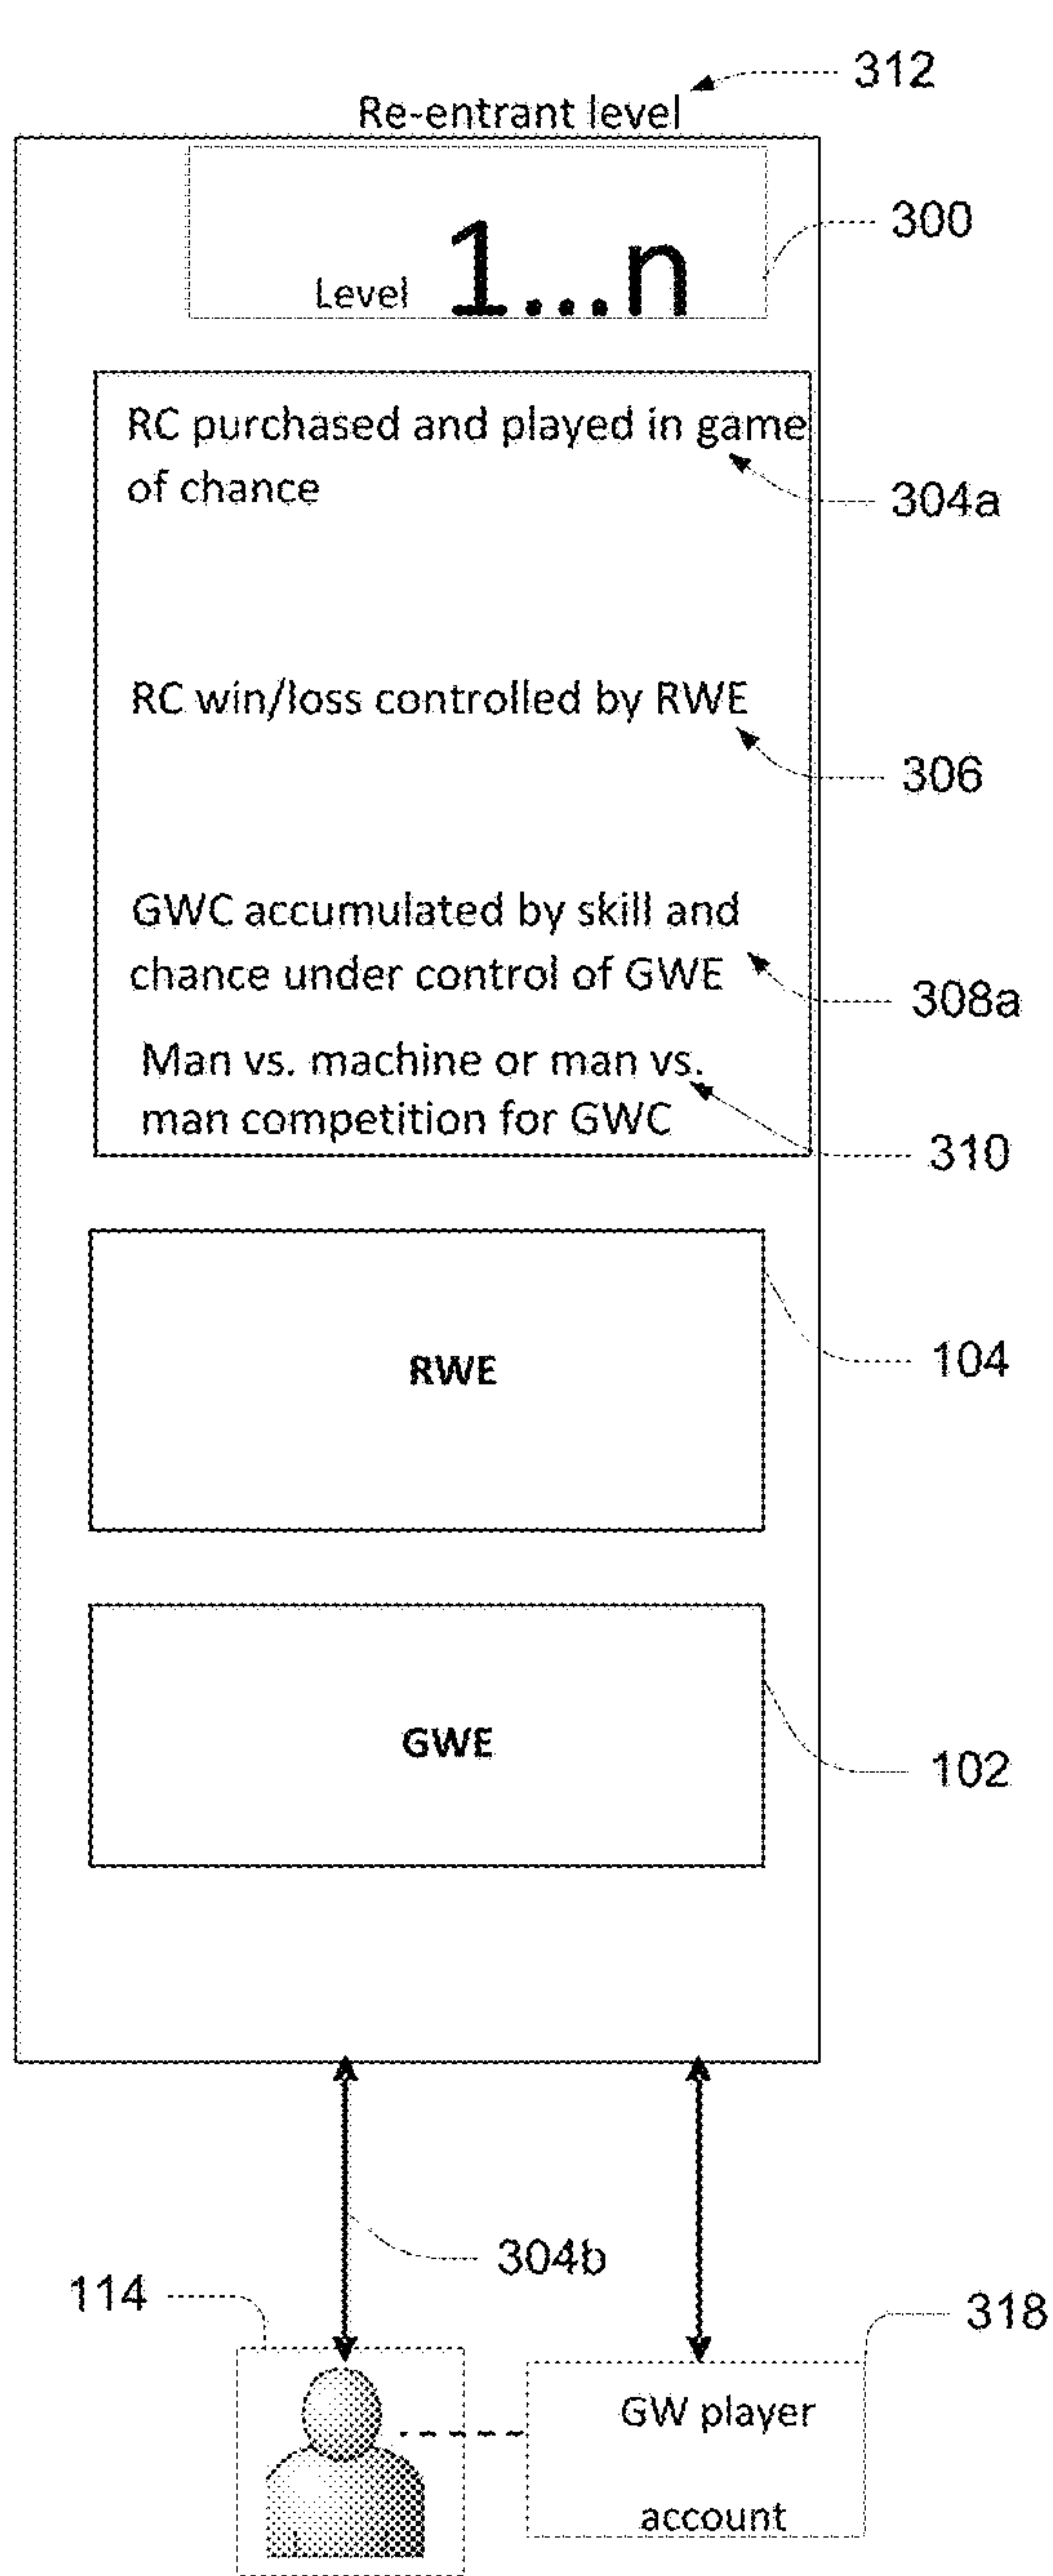 312
Re-entrant level
300
Level 1...n
RC purchased and played in game
of chance
304a
RC win/loss controlled by RWE
306
GWC accumulated by skill and
chance under control of GWE
308a
Man vs. machine or man vs.
man competition for GWC
310
RWE
104
GWE
102
304b
114
318
GW player
account